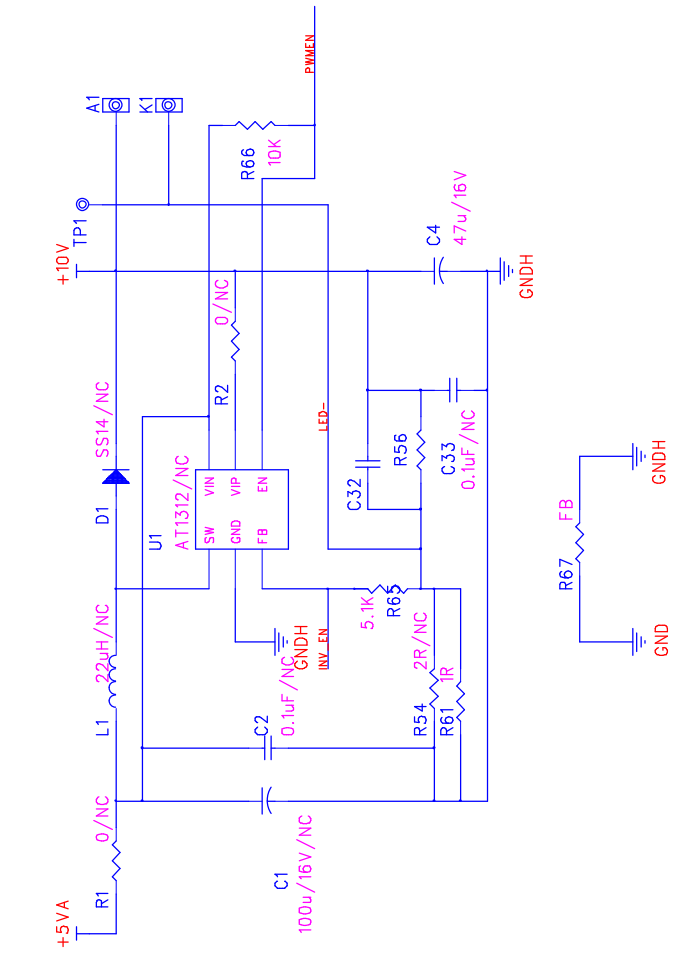 PWMEN
A1
K1
R66
10K
TP1
+10V
C4
47u/16V
GNDH
0/NC
R2
LED-
SS14/NC
D1
U1
AT1312/NC
VIN
VIP
EN
SW
GND
FB
C32
R56
C33
0.1uF/NC
R65
5.1K
GNDH
INV_EN
22uH/NC
L1
C2
0.1uF/NC
2R/NC
R54
1R
R61
0/NC
R1
C1
100u/16V/NC
+5VA
GNDH
FB
R67
GND